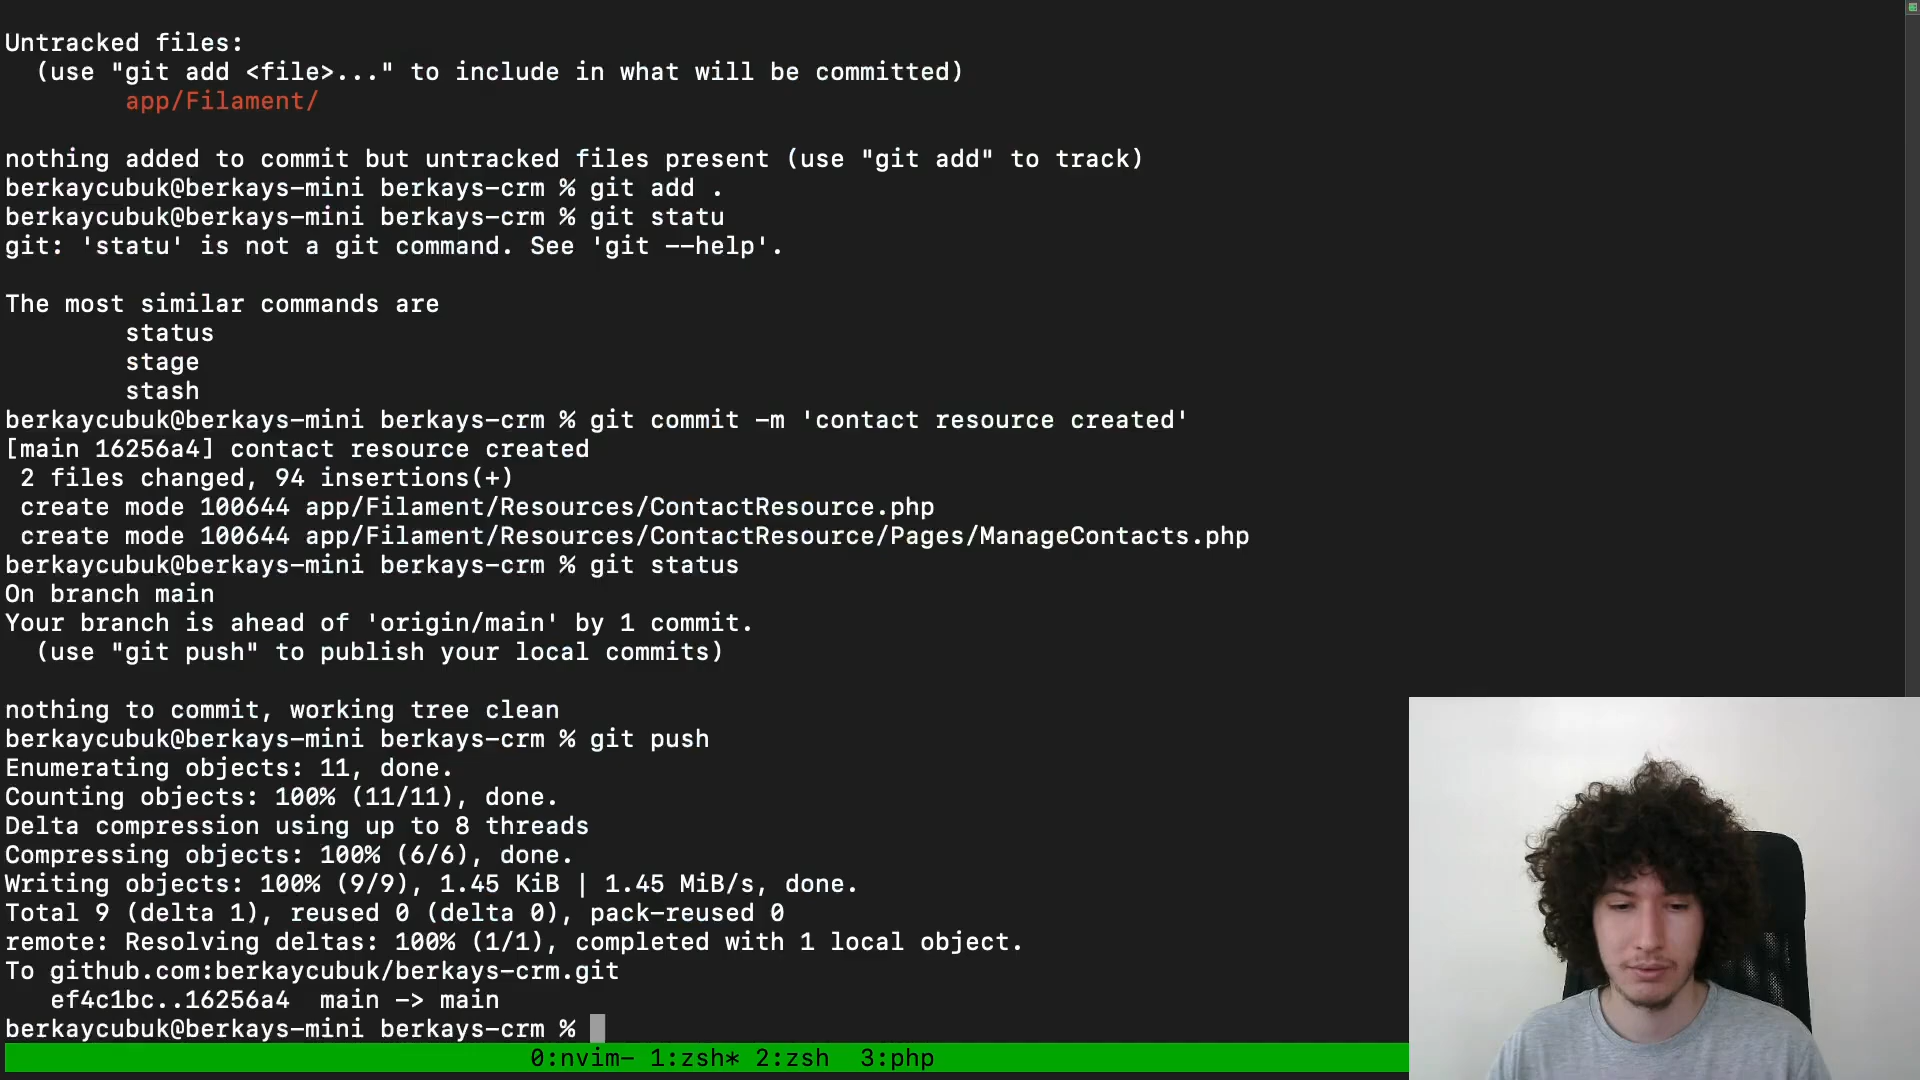 Untracked files:
(use "git add <file>..." to include in what will be committed)
app/Filament/
nothing added to commit but untracked files present (use "git add" to track)
berkaycubuk@berkays-mini berkays-crm % git add .
berkaycubuk@berkays-mini berkays-crm % git statu
git: 'statu' is not a git command. See 'git --help'.
The most similar commands are
status
stage
stash
berkaycubuk@berkays-mini berkays-crm % git commit -m 'contact resource created'
[main 16256a4] contact resource created
2 files changed, 94 insertions(+)
create mode 100644 app/Filament/Resources/ContactResource.php
create mode 100644 app/Filament/Resources/ContactResource/Pages/ManageContacts.php
berkaycubuk@berkays-mini berkays-crm % git status
On branch main
Your branch is ahead of 'origin/main' by 1 commit.
(use "git push" to publish your local commits)
nothing to commit, working tree clean
berkaycubuk@berkays-mini berkays-crm % git push
Enumerating objects: 11, done.
Counting objects: 100% (11/11), done.
Delta compression using up to 8 threads
Compressing objects: 100% (6/6), done.
Writing objects: 100% (9/9), 1.45 KiB | 1.45 MiB/s, done.
Total 9 (delta 1), reused 0 (delta 0), pack-reused 0
remote: Resolving deltas: 100% (1/1), completed with 1 local object.
To github.com:berkaycubuk/berkays-crm.git
ef4c1bc..16256a4  main -> main
berkaycubuk@berkays-mini berkays-crm %
0:nvim- 1:zsh* 2:zsh  3:php